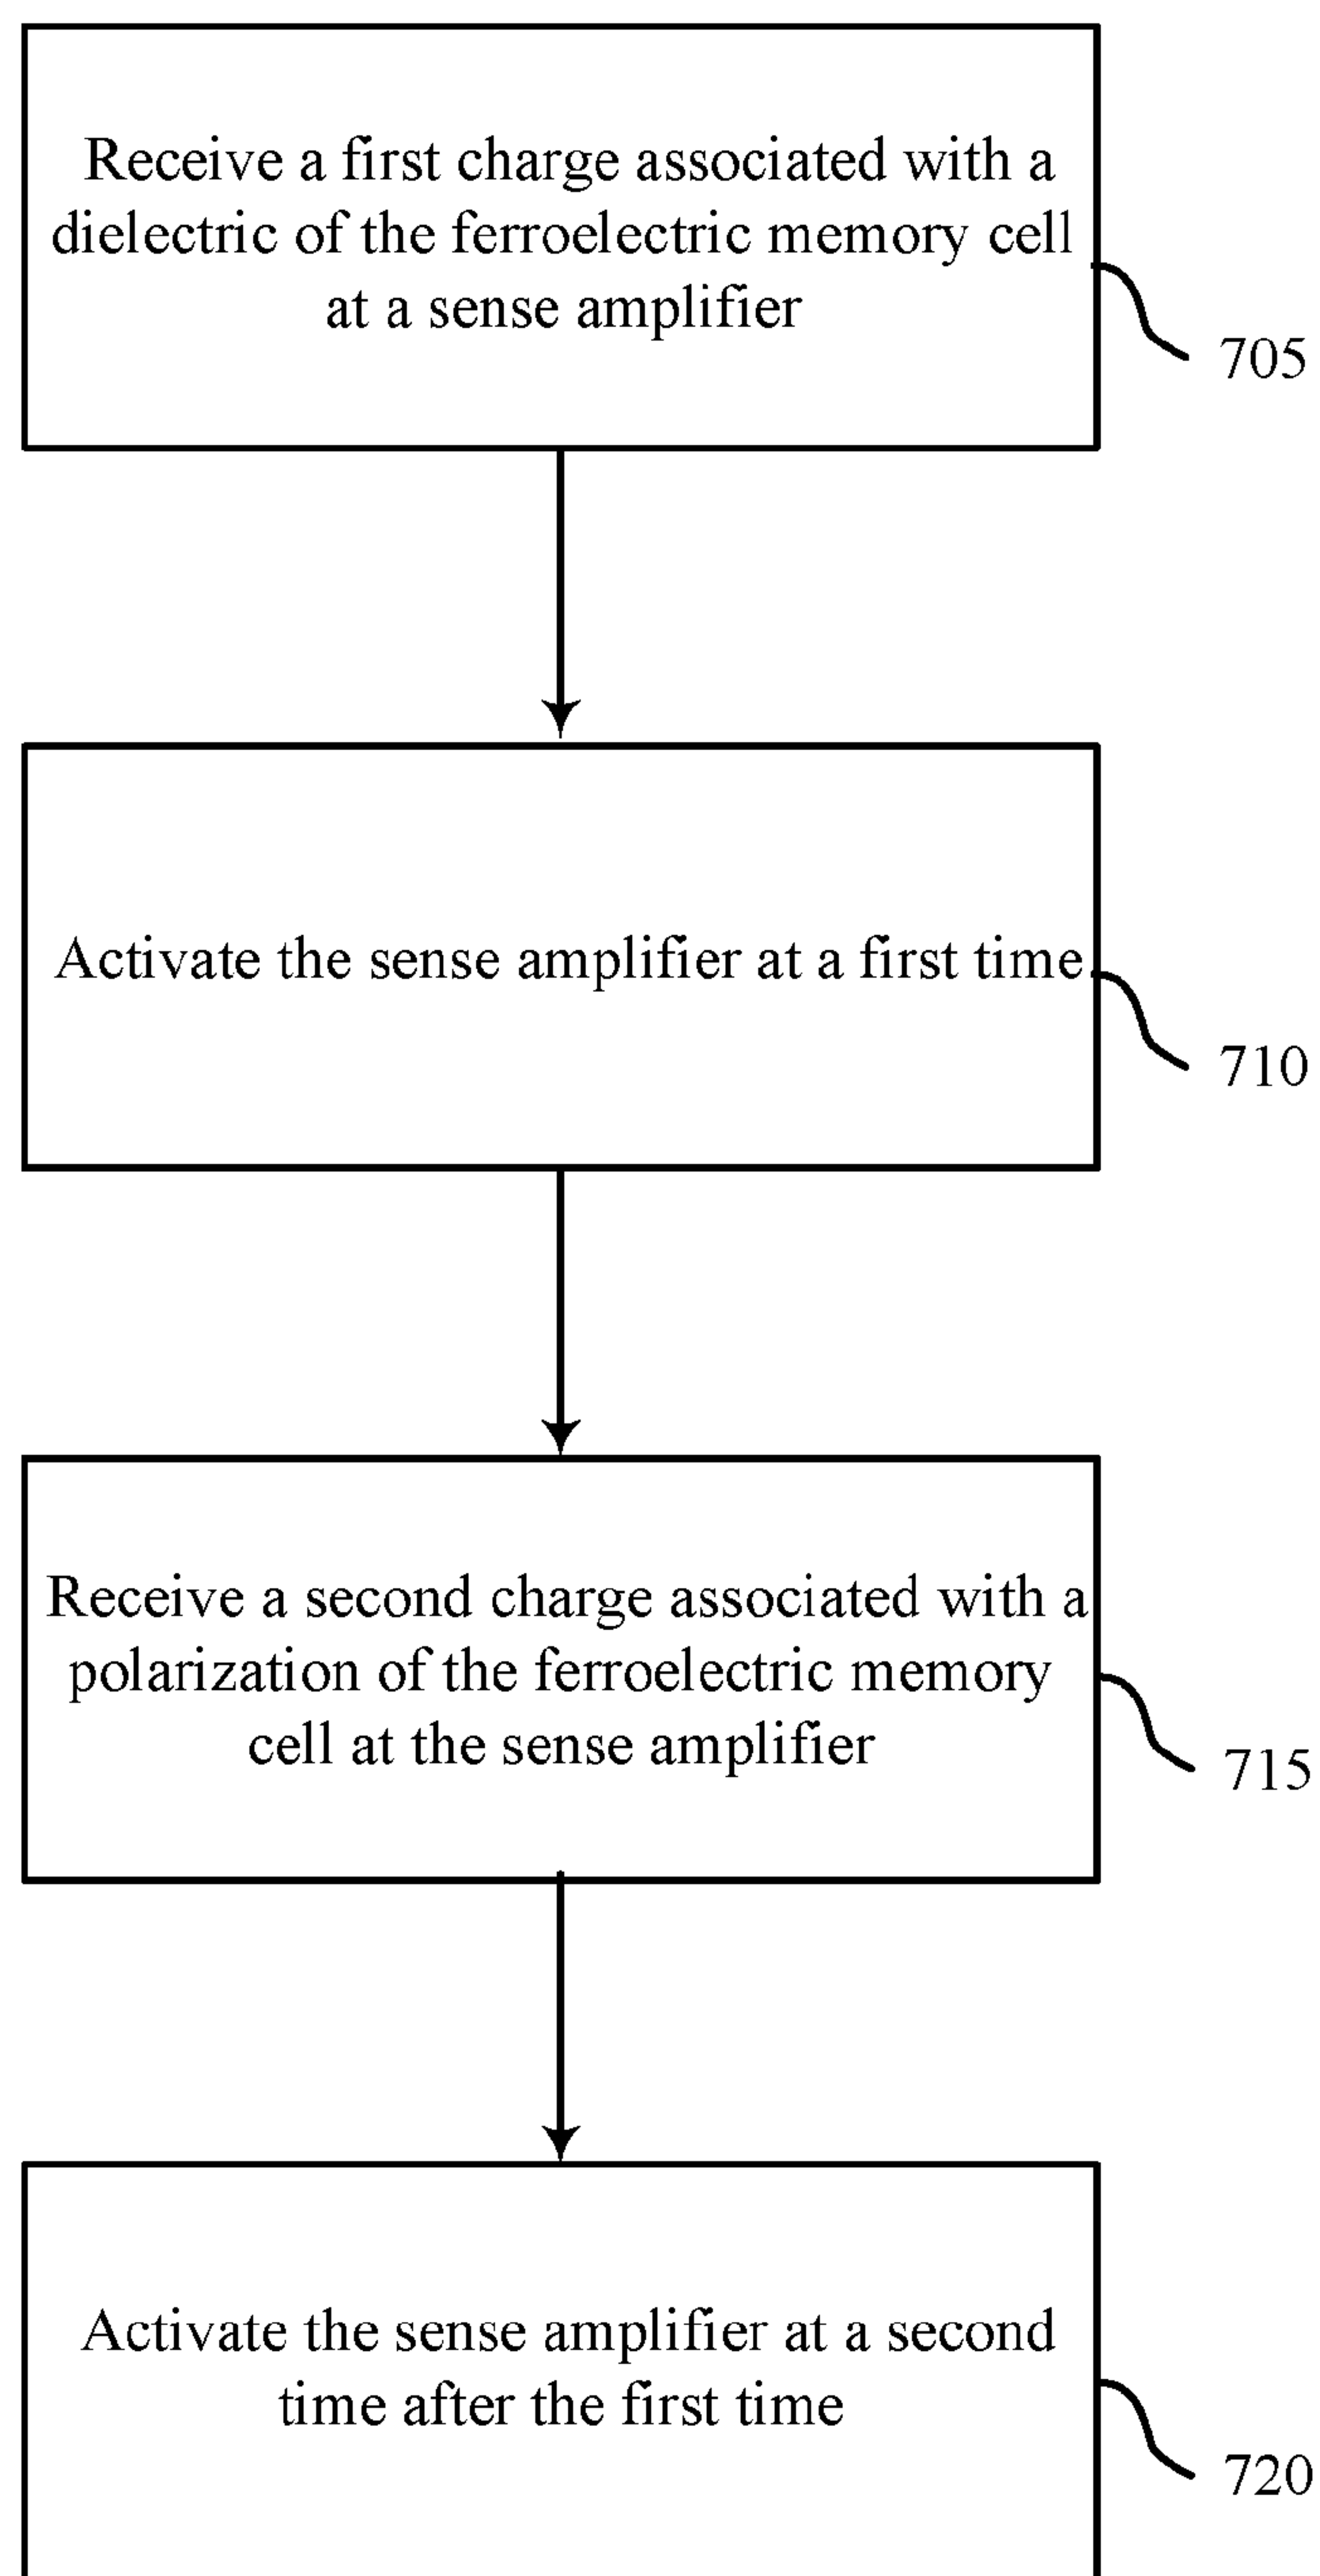 Receive a first charge associated with a
dielectric of the ferroelectric memory cell
at a sense amplifier
705
Activate the sense amplifier at a first time
710
Receive a second charge associated with a
polarization of the ferroelectric memory
cell at the sense amplifier
715
Activate the sense amplifier at a second
time after the first time
720